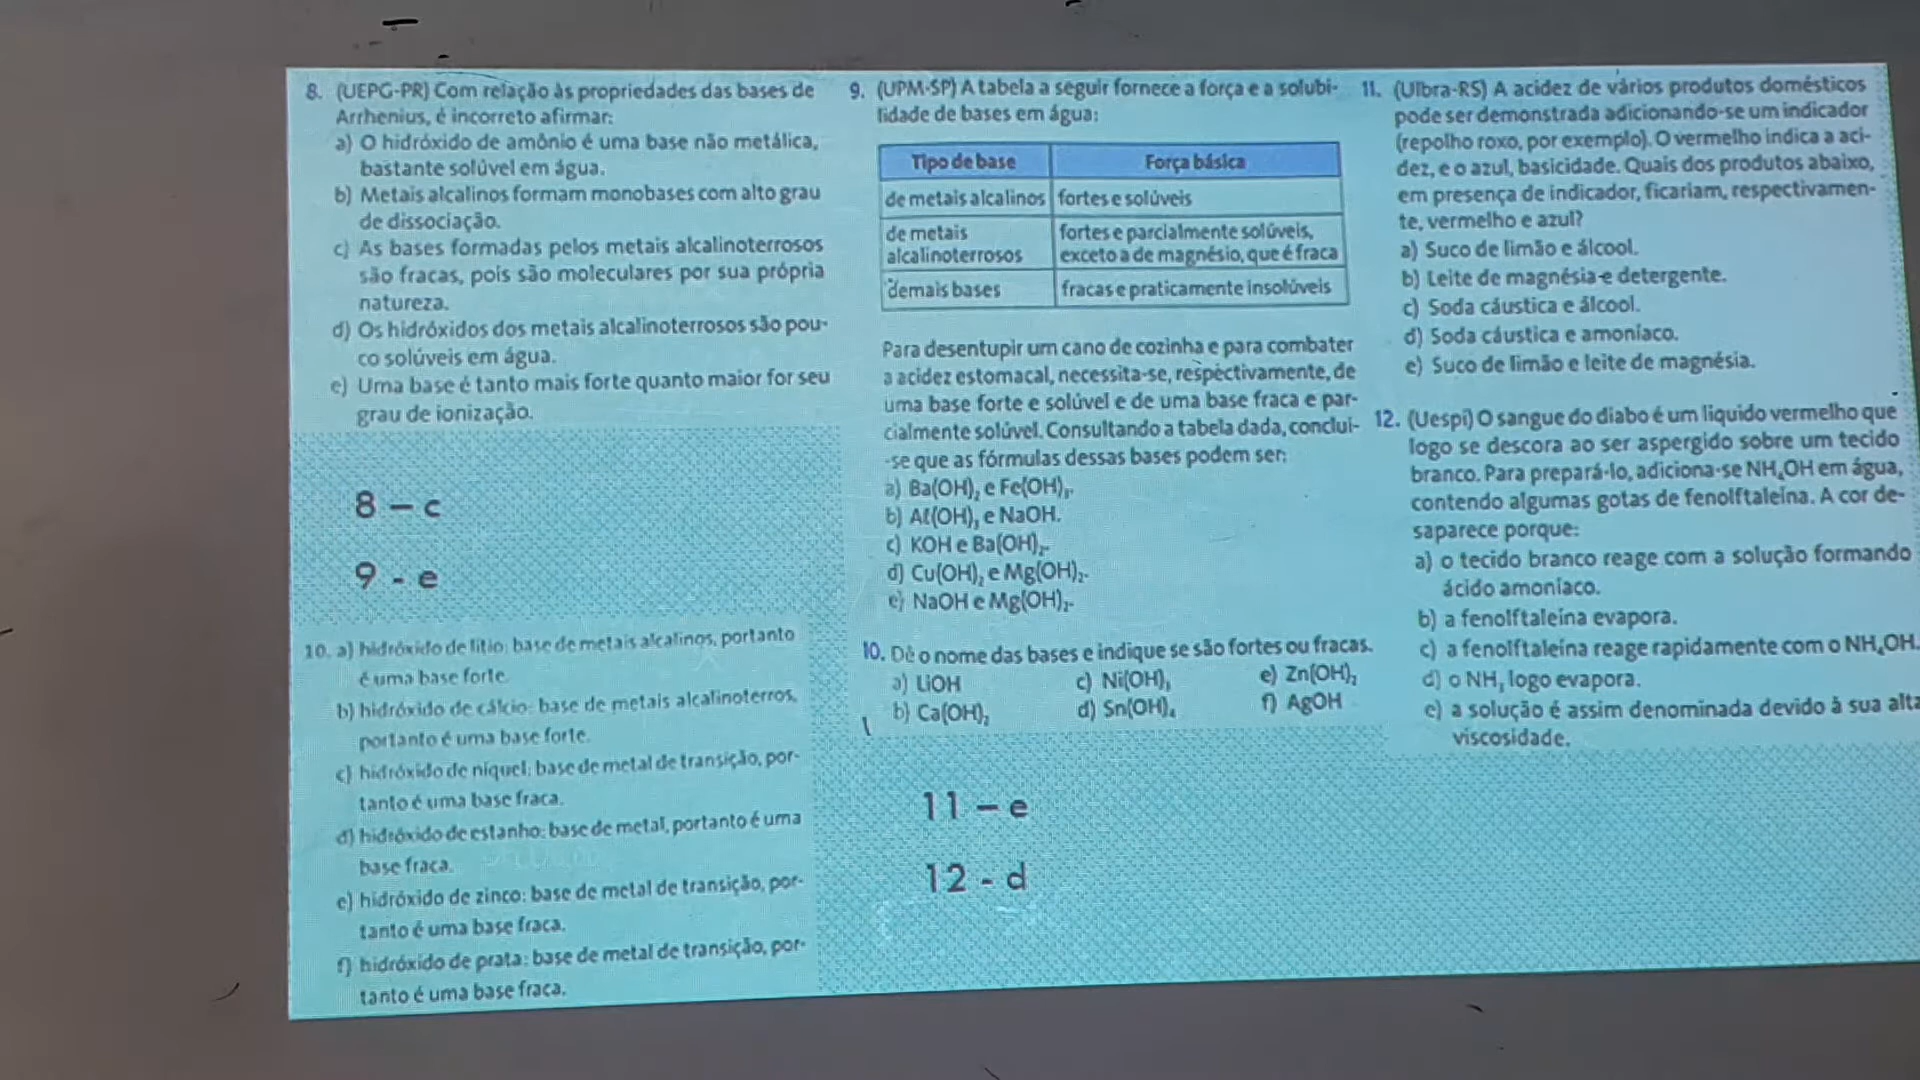 8. (UEPG-PR) Com relação às propriedades das bases de
Arrhenius, é incorreto afirmar:
a) O hidróxido de amônio é uma base não metálica,
bastante solúvel em água.
b) Metais alcalinos formam monobases com alto grau
de dissociação.
c) As bases formadas pelos metais alcalinoterrosos
são fracas, pois são moleculares por sua própria
natureza.
d) Os hidróxidos dos metais alcalinoterrosos são pou-
co solúveis em água.
e) Uma base é tanto mais forte quanto maior for seu
grau de ionização.
8 – c
9 - e
10. a) hidróxido de lítio: base de metais alcalinos, portanto
é uma base forte.
b) hidróxido de cálcio: base de metais alcalinoterros,
portanto é uma base forte.
c) hidróxido de níquel: base de metal de transição, por-
tanto é uma base fraca.
d) hidróxido de estanho: base de metal, portanto é uma
base fraca.
e) hidróxido de zinco: base de metal de transição, por-
tanto é uma base fraca.
f) hidróxido de prata: base de metal de transição, por-
tanto é uma base fraca.
9. (UPM-SP) A tabela a seguir fornece a força e a solubi-
lidade de bases em água:
Tipo de base Força básica
de metais alcalinos fortes e solúveis
de metais fortes e parcialmente solúveis,
alcalinoterrosos exceto a de magnésio, que é fraca
demais bases fracas e praticamente insolúveis
Para desentupir um cano de cozinha e para combater
a acidez estomacal, necessita-se, respectivamente, de
uma base forte e solúvel e de uma base fraca e par-
cialmente solúvel. Consultando a tabela dada, conclui-
-se que as fórmulas dessas bases podem ser:
a) Ba(OH)₂ e Fe(OH)₃.
b) Aℓ(OH)₃ e NaOH.
c) KOH e Ba(OH)₂.
d) Cu(OH)₂ e Mg(OH)₂.
e) NaOH e Mg(OH)₂.
10. Dê o nome das bases e indique se são fortes ou fracas.
a) LiOH c) Ni(OH)₃ e) Zn(OH)₂
b) Ca(OH)₂ d) Sn(OH)₄ f) AgOH
11 – e
12 - d
11. (Ulbra-RS) A acidez de vários produtos domésticos
pode ser demonstrada adicionando-se um indicador
(repolho roxo, por exemplo). O vermelho indica a aci-
dez, e o azul, basicidade. Quais dos produtos abaixo,
em presença de indicador, ficariam, respectivamen-
te, vermelho e azul?
a) Suco de limão e álcool.
b) Leite de magnésia e detergente.
c) Soda cáustica e álcool.
d) Soda cáustica e amoníaco.
e) Suco de limão e leite de magnésia.
12. (Uespi) O sangue do diabo é um líquido vermelho que
logo se descora ao ser aspergido sobre um tecido
branco. Para prepará-lo, adiciona-se NH₄OH em água,
contendo algumas gotas de fenolftaleína. A cor de-
saparece porque:
a) o tecido branco reage com a solução formando
ácido amoníaco.
b) a fenolftaleína evapora.
c) a fenolftaleína reage rapidamente com o NH₄OH.
d) o NH₃ logo evapora.
e) a solução é assim denominada devido à sua alta
viscosidade.